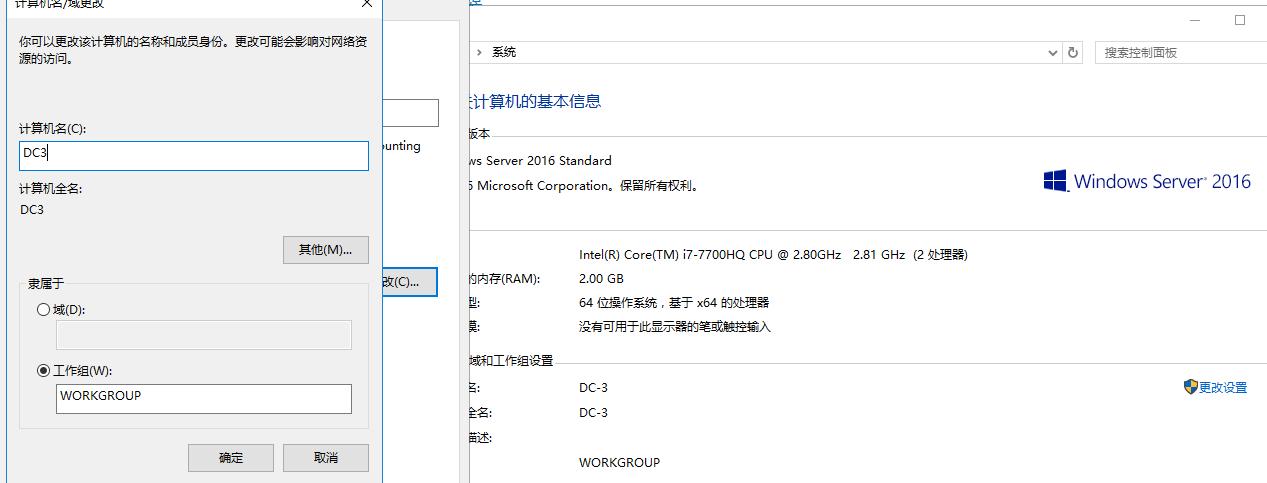 计算机名/域更改
你可以更改该计算机的名称和成员身份。更改可能会影响对网络资
源的访问。
计算机名(C):
DC3
计算机全名:
DC3
其他(M)...
隶属于
域(D):
工作组(W):
WORKGROUP
确定
取消
unting
改(C)...
系统
搜索控制面板
计算机的基本信息
版本
ws Server 2016 Standard
6 Microsoft Corporation。保留所有权利。
Windows Server® 2016
Intel(R) Core(TM) i7-7700HQ CPU @ 2.80GHz 2.81 GHz (2 处理器)
的内存(RAM): 2.00 GB
型: 64 位操作系统，基于 x64 的处理器
摸: 没有可用于此显示器的笔或触控输入
域和工作组设置
名: DC-3
更改设置
全名: DC-3
描述:
WORKGROUP